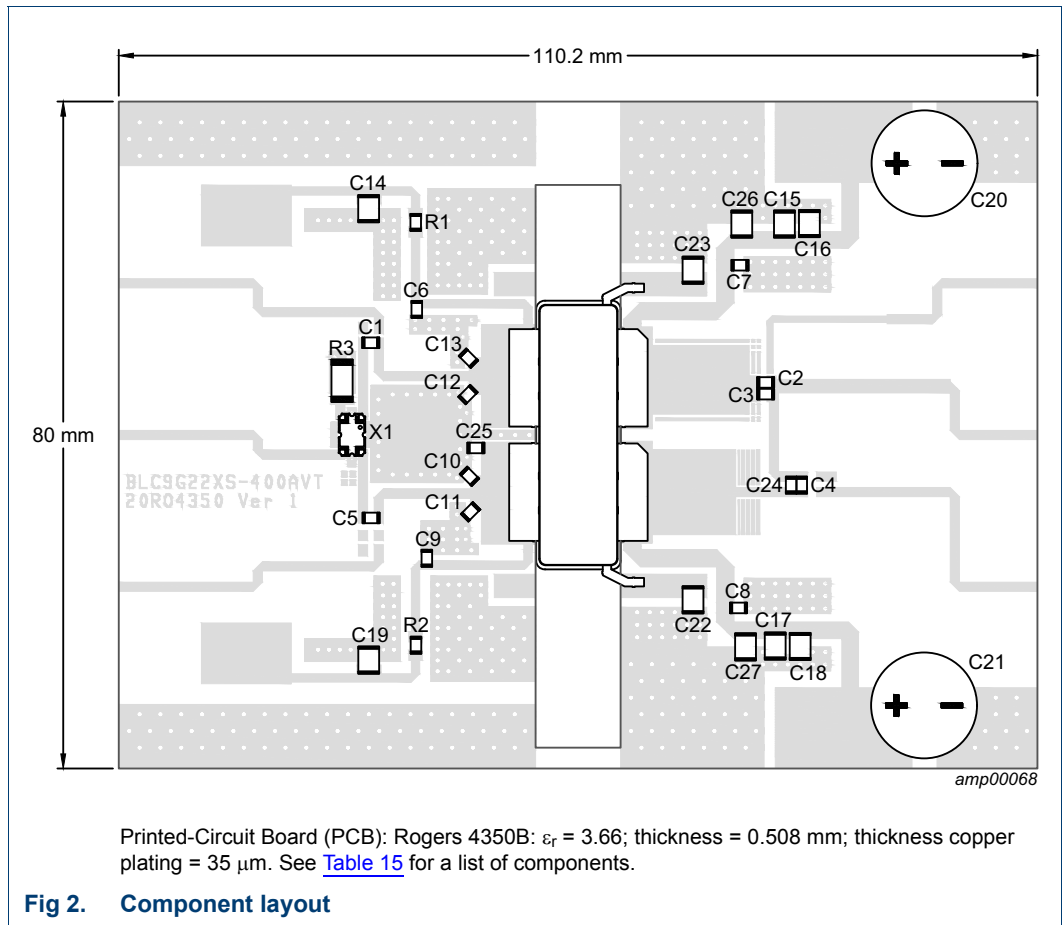 110.2 mm
80 mm
C14
R1
C6
C1
R3
C13
C12
X1
C25
C10
C11
C5
C9
R2
C19
BLC9G22XS-400AVT
20RO4350 Ver 1
C26
C15
C16
C23
C7
C20
+ −
C2
C3
C24
C4
C8
C22
C17
C27
C18
C21
+ −
amp00068
Printed-Circuit Board (PCB): Rogers 4350B: εr = 3.66; thickness = 0.508 mm; thickness copper
plating = 35 μm. See Table 15 for a list of components.
Fig 2. Component layout